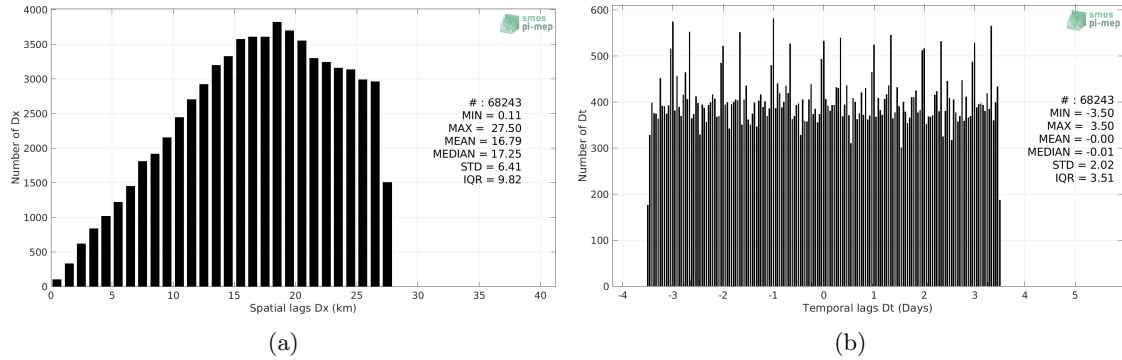 4000
3500
3000
2500
2000
1500
1000
500
0
Number of Dx
0 5 10 15 20 25 30 35 40
Spatial lags Dx (km)
smos
pi-mep
# : 68243
MIN = 0.11
MAX = 27.50
MEAN = 16.79
MEDIAN = 17.25
STD = 6.41
IQR = 9.82
(a)
600
500
400
300
200
100
0
Number of Dt
-4 -3 -2 -1 0 1 2 3 4 5
Temporal lags Dt (Days)
smos
pi-mep
# : 68243
MIN = -3.50
MAX = 3.50
MEAN = -0.00
MEDIAN = -0.01
STD = 2.02
IQR = 3.51
(b)